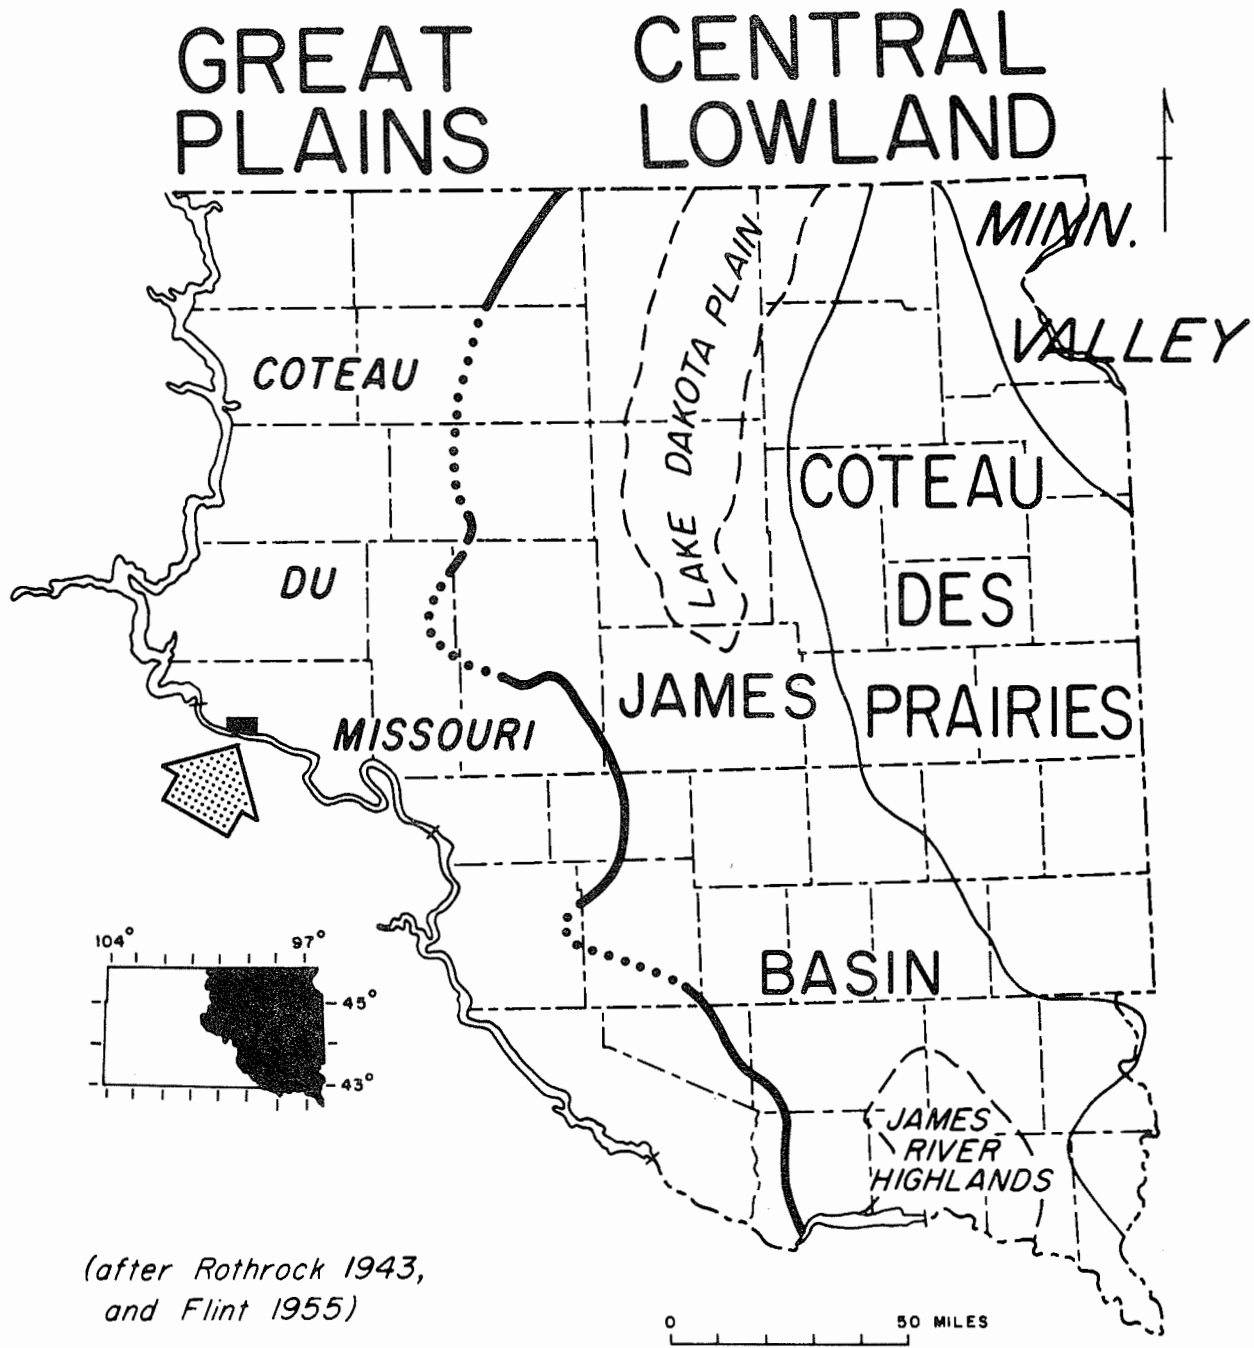 GREAT
PLAINS
CENTRAL
LOWLAND
MINN.
VALLEY
LAKE DAKOTA PLAIN
COTEAU
DU
MISSOURI
COTEAU
DES
PRAIRIES
JAMES
BASIN
JAMES
RIVER
HIGHLANDS
104° 97°
45°
43°
(after Rothrock 1943,
and Flint 1955)
0 50 MILES